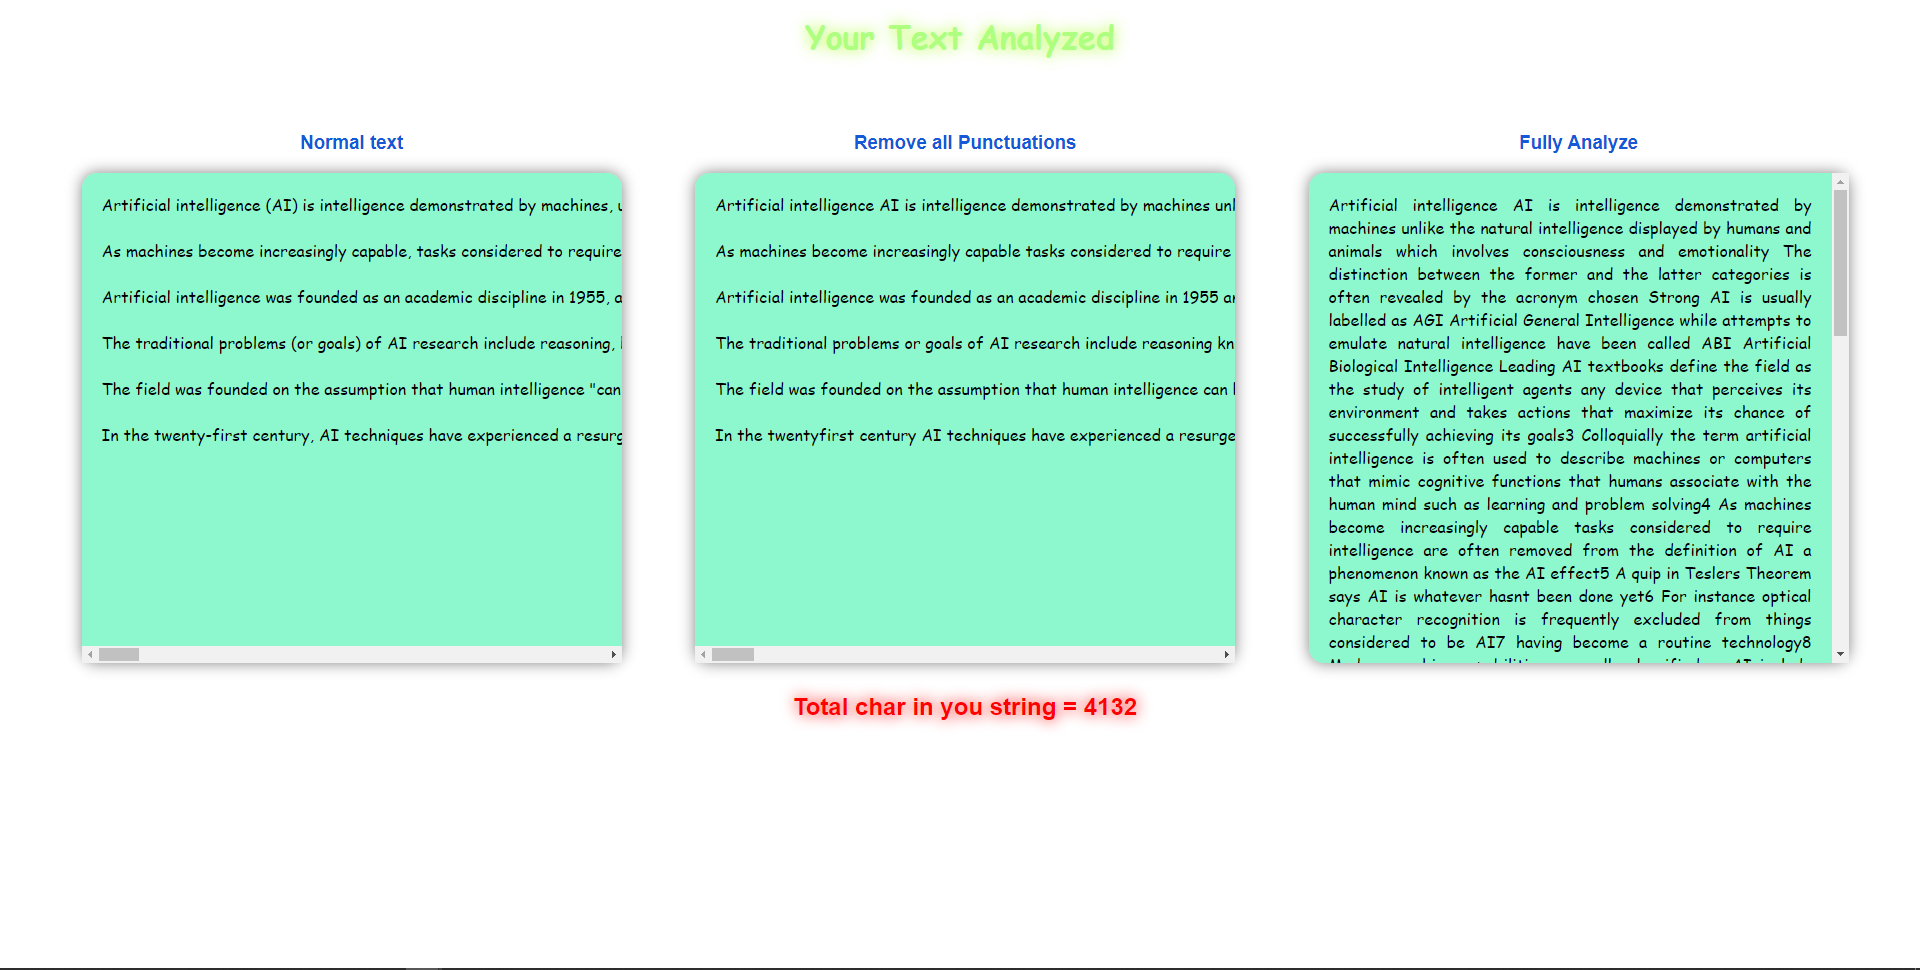 Your Text Analyzed
Normal text
Artificial intelligence (AI) is intelligence demonstrated by machines,
As machines become increasingly capable, tasks considered to require
Artificial intelligence was founded as an academic discipline in 1955,
The traditional problems (or goals) of AI research include reasoning,
The field was founded on the assumption that human intelligence "can
In the twenty-first century, AI techniques have experienced a resurg
Remove all Punctuations
Artificial intelligence AI is intelligence demonstrated by machines
As machines become increasingly capable tasks considered to require
Artificial intelligence was founded as an academic discipline in 1955
The traditional problems or goals of AI research include reasoning kn
The field was founded on the assumption that human intelligence can
In the twentyfirst century AI techniques have experienced a resurge
Fully Analyze
Artificial intelligence AI is intelligence demonstrated by
machines unlike the natural intelligence displayed by humans and
animals which involves consciousness and emotionality The
distinction between the former and the latter categories is
often revealed by the acronym chosen Strong AI is usually
labelled as AGI Artificial General Intelligence while attempts to
emulate natural intelligence have been called ABI Artificial
Biological Intelligence Leading AI textbooks define the field as
the study of intelligent agents any device that perceives its
environment and takes actions that maximize its chance of
successfully achieving its goals3 Colloquially the term artificial
intelligence is often used to describe machines or computers
that mimic cognitive functions that humans associate with the
human mind such as learning and problem solving4 As machines
become increasingly capable tasks considered to require
intelligence are often removed from the definition of AI a
phenomenon known as the AI effect5 A quip in Teslers Theorem
says AI is whatever hasnt been done yet6 For instance optical
character recognition is frequently excluded from things
considered to be AI7 having become a routine technology8
Total char in you string = 4132